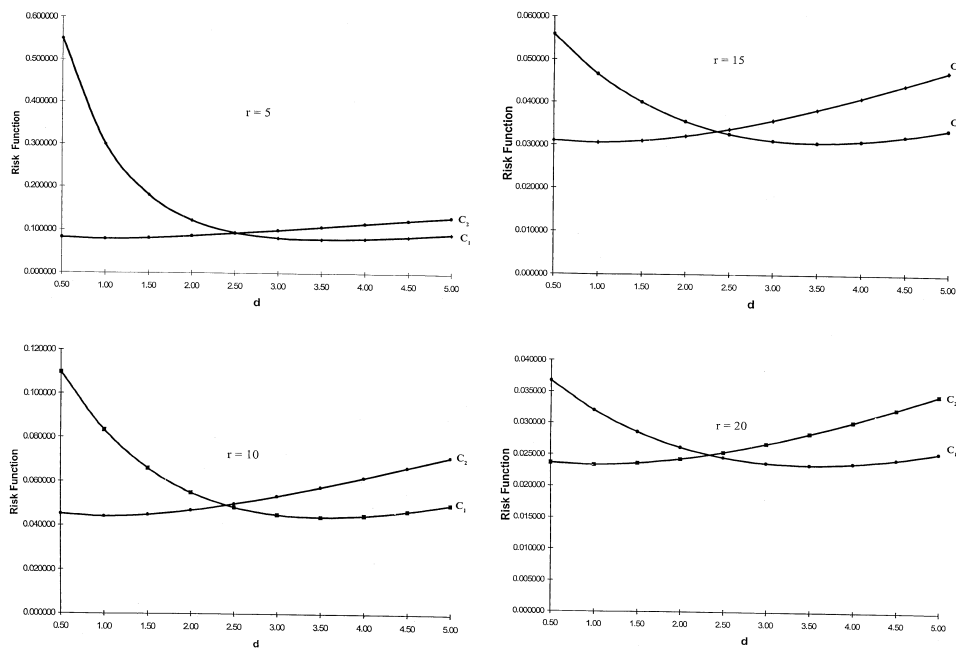 0.600000
0.500000
0.400000
0.300000
0.200000
0.100000
0.000000
Risk Function
r = 5
C2
C1
0.50 1.00 1.50 2.00 2.50 3.00 3.50 4.00 4.50 5.00
d
0.060000
0.050000
0.040000
0.030000
0.020000
0.010000
0.000000
Risk Function
r = 15
C
C
0.50 1.00 1.50 2.00 2.50 3.00 3.50 4.00 4.50 5.00
d
0.120000
0.100000
0.080000
0.060000
0.040000
0.020000
0.000000
Risk Function
r = 10
C2
C1
0.50 1.00 1.50 2.00 2.50 3.00 3.50 4.00 4.50 5.00
d
0.040000
0.035000
0.030000
0.025000
0.020000
0.015000
0.010000
0.005000
0.000000
Risk Function
r = 20
C2
C1
0.50 1.00 1.50 2.00 2.50 3.00 3.50 4.00 4.50 5.00
d